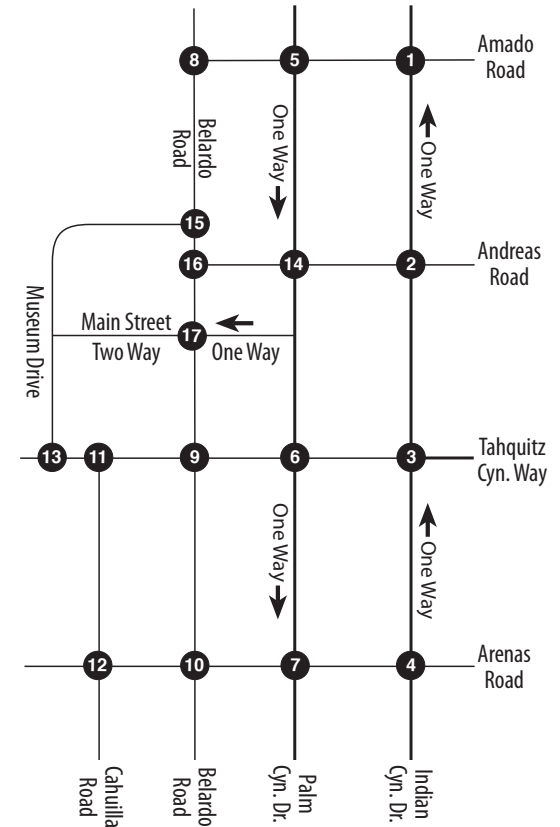 8
5
1
Amado
Road
One Way
One Way
Belardo
Road
15
16
14
2
Andreas
Road
Museum Drive
Main Street
17
Two Way
One Way
13
11
9
6
3
Tahquitz
Cyn. Way
One Way
One Way
12
10
7
4
Arenas
Road
Cahuilla
Road
Belardo
Road
Palm
Cyn. Dr.
Indian
Cyn. Dr.